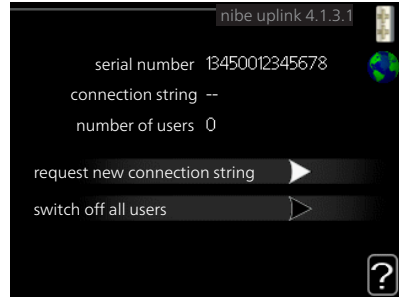 nibe uplink 4.1.3.1
serial number 13450012345678
connection string --
number of users 0
request new connection string
switch off all users
?